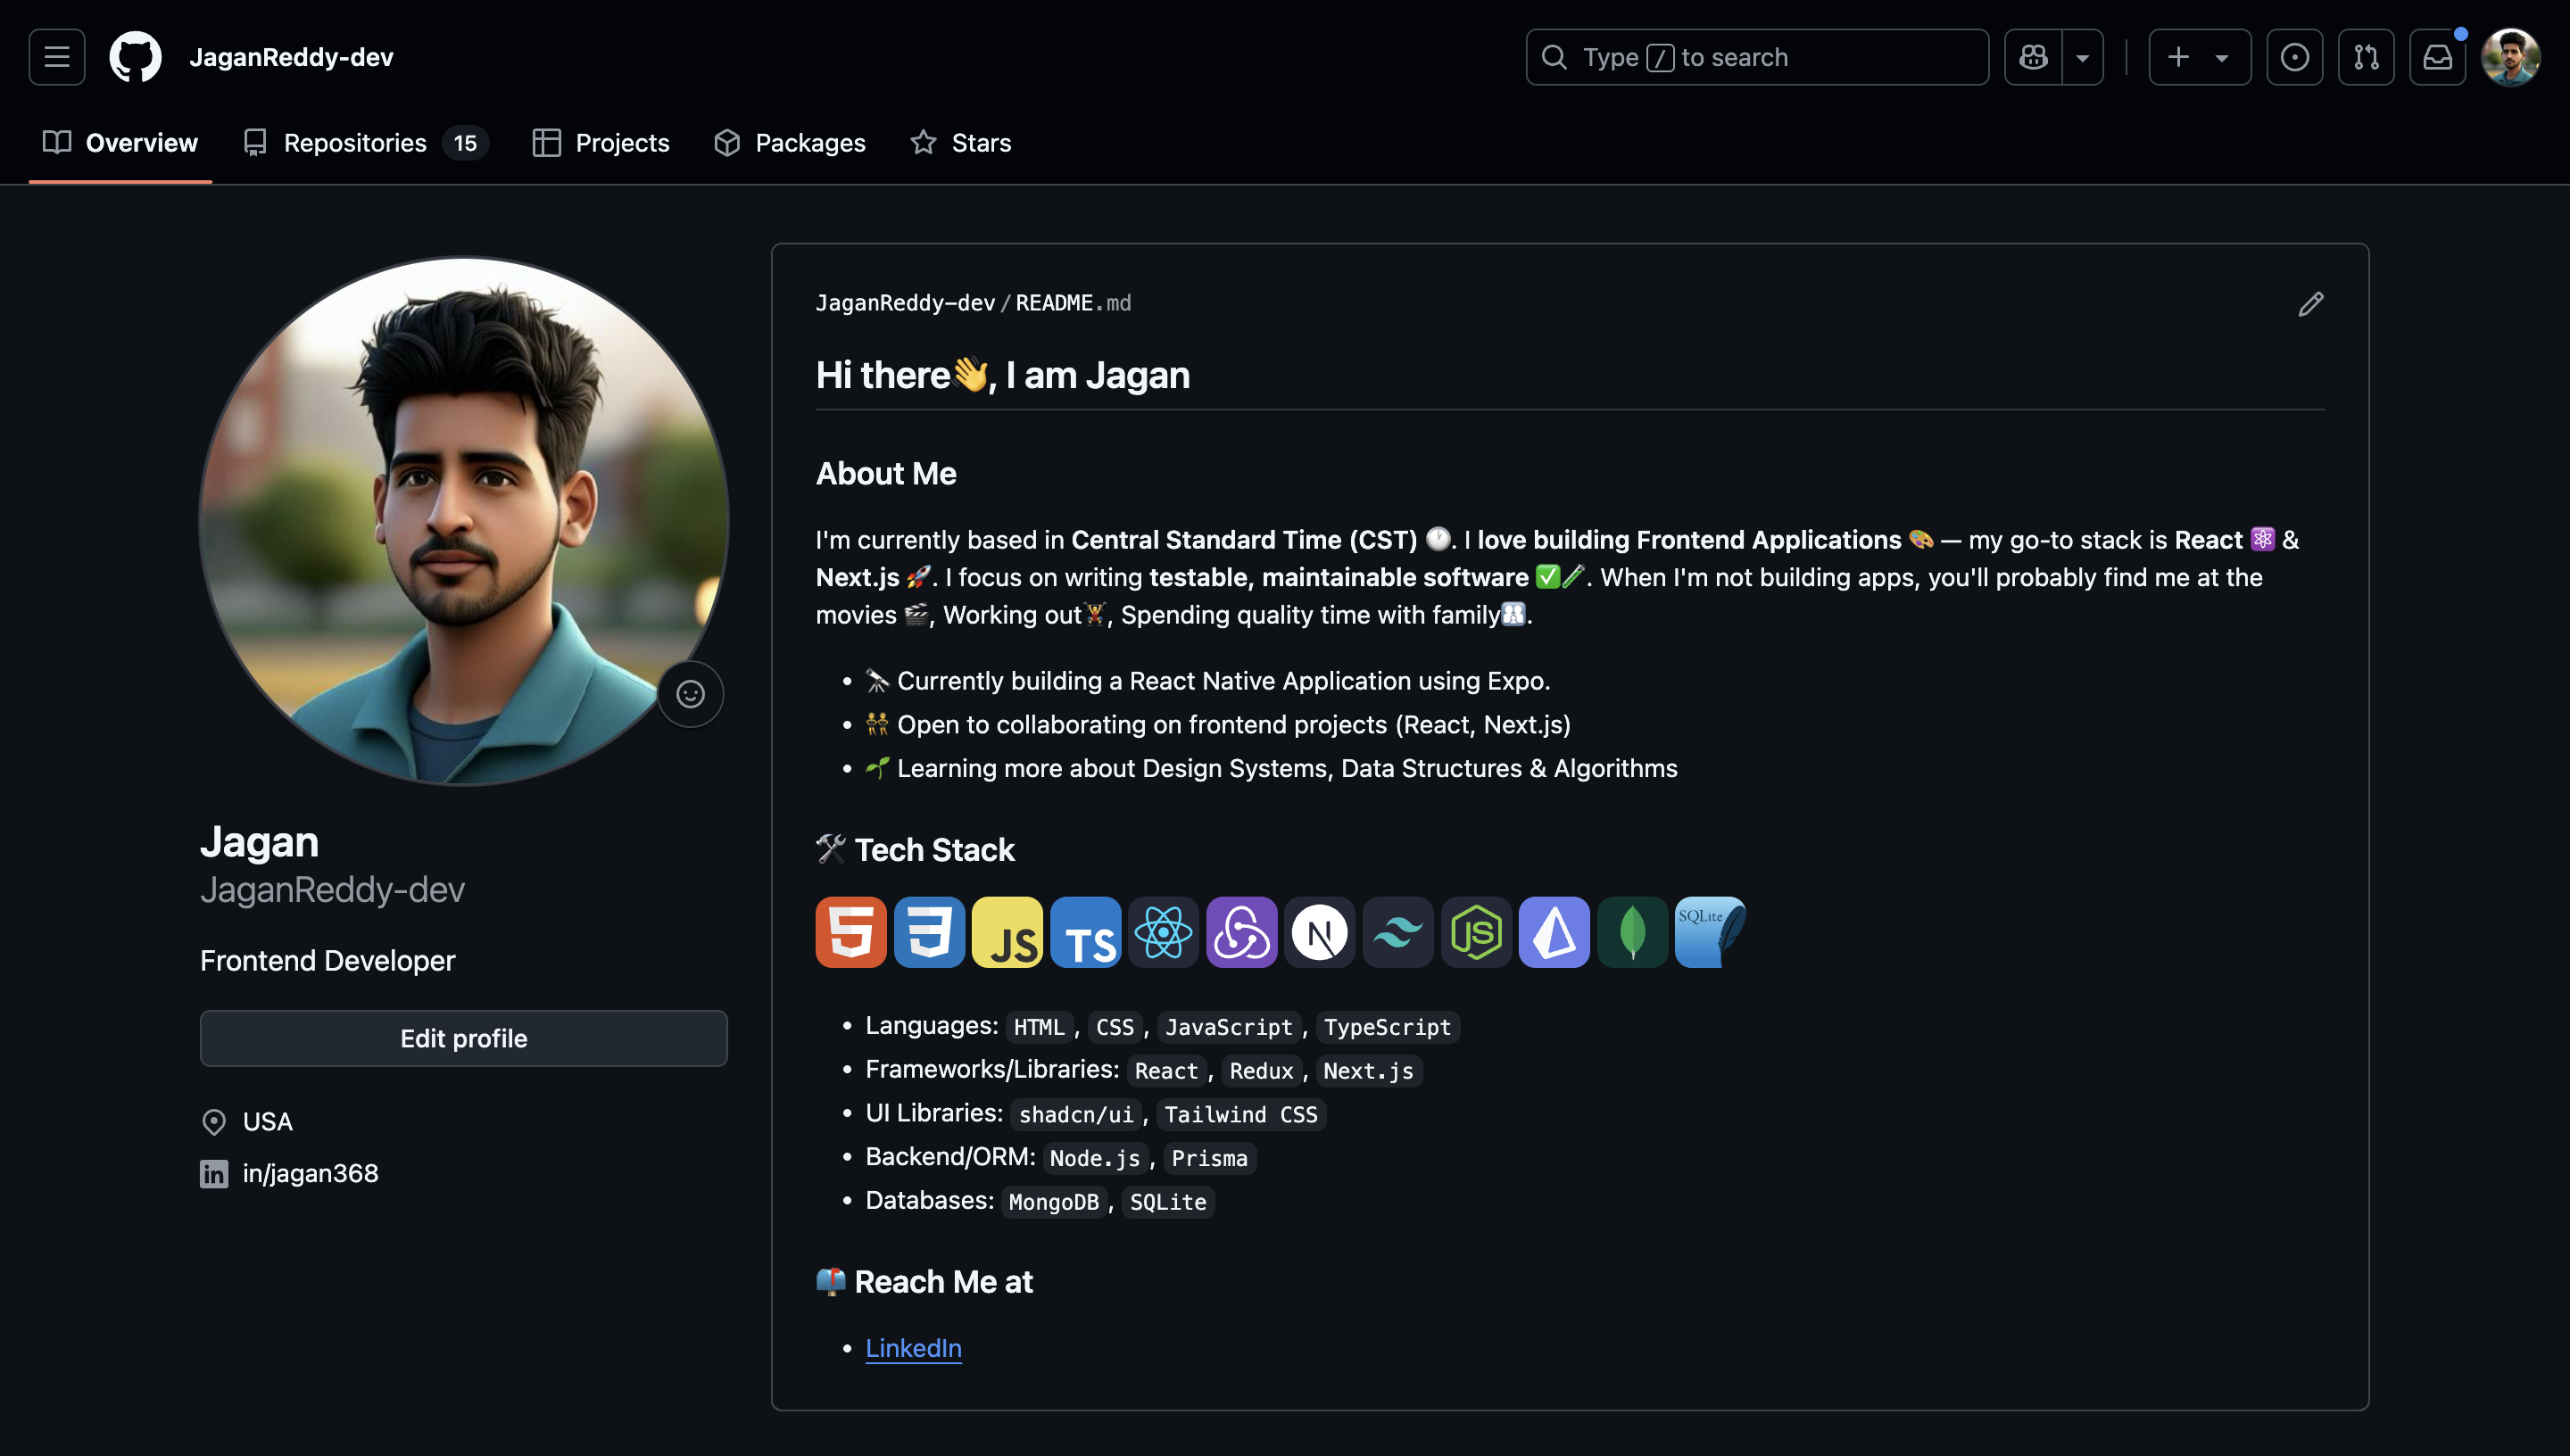 JaganReddy-dev
Type / to search
Overview
Repositories 15
Projects
Packages
Stars
Jagan
JaganReddy-dev
Frontend Developer
Edit profile
USA
in/jagan368
JaganReddy-dev/README.md
Hi there👋, I am Jagan
About Me
I'm currently based in Central Standard Time (CST) 🕐. I love building Frontend Applications 🎨 — my go-to stack is React ⚛️ &
Next.js 🚀. I focus on writing testable, maintainable software ✅🧪. When I'm not building apps, you'll probably find me at the
movies 🎬, Working out🏋️, Spending quality time with family👪.
• 🔭 Currently building a React Native Application using Expo.
• 👯 Open to collaborating on frontend projects (React, Next.js)
• 🌱 Learning more about Design Systems, Data Structures & Algorithms
🛠️ Tech Stack
5 3 JS TS N JS SQLite
• Languages: HTML, CSS, JavaScript, TypeScript
• Frameworks/Libraries: React, Redux, Next.js
• UI Libraries: shadcn/ui, Tailwind CSS
• Backend/ORM: Node.js, Prisma
• Databases: MongoDB, SQLite
📫 Reach Me at
• LinkedIn